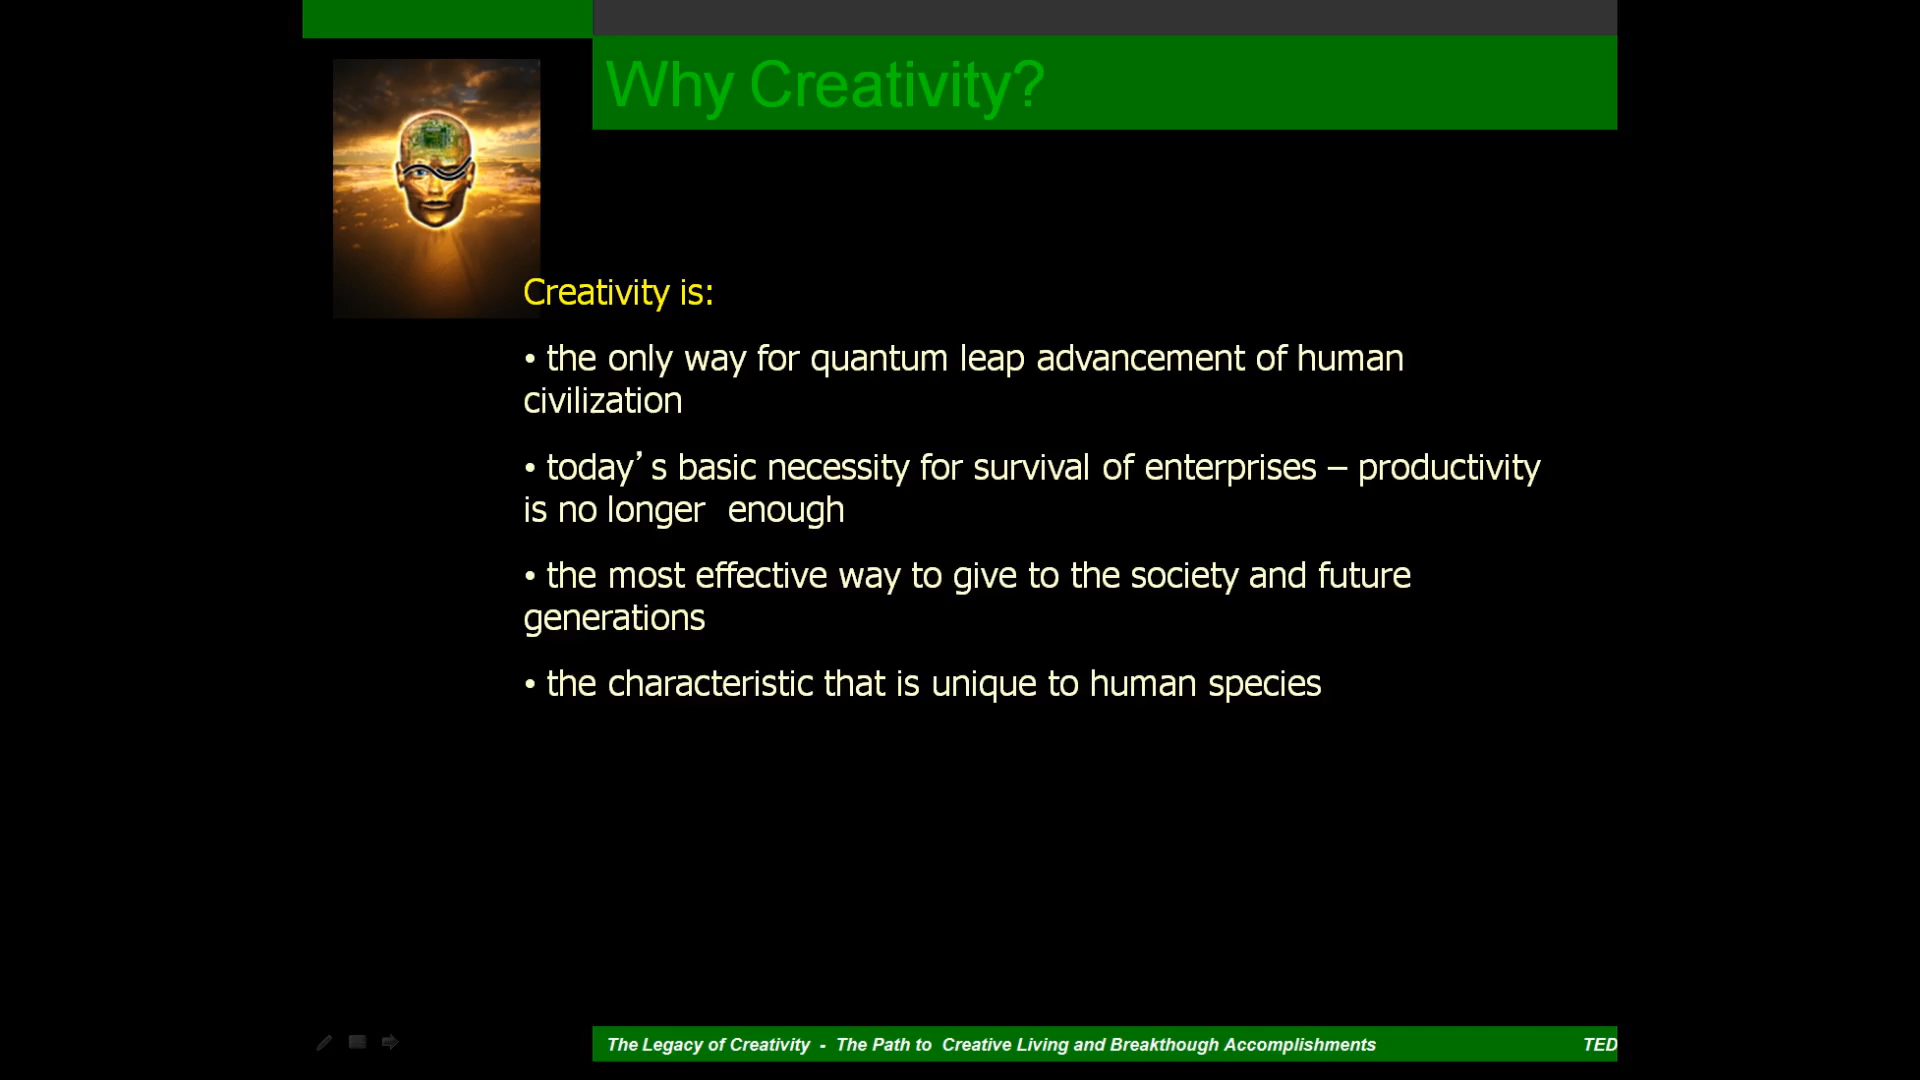 Why Creativity?
Creativity is:
• the only way for quantum leap advancement of human
civilization
• today’s basic necessity for survival of enterprises – productivity
is no longer  enough
• the most effective way to give to the society and future
generations
• the characteristic that is unique to human species
The Legacy of Creativity  -  The Path to  Creative Living and Breakthough Accomplishments TED